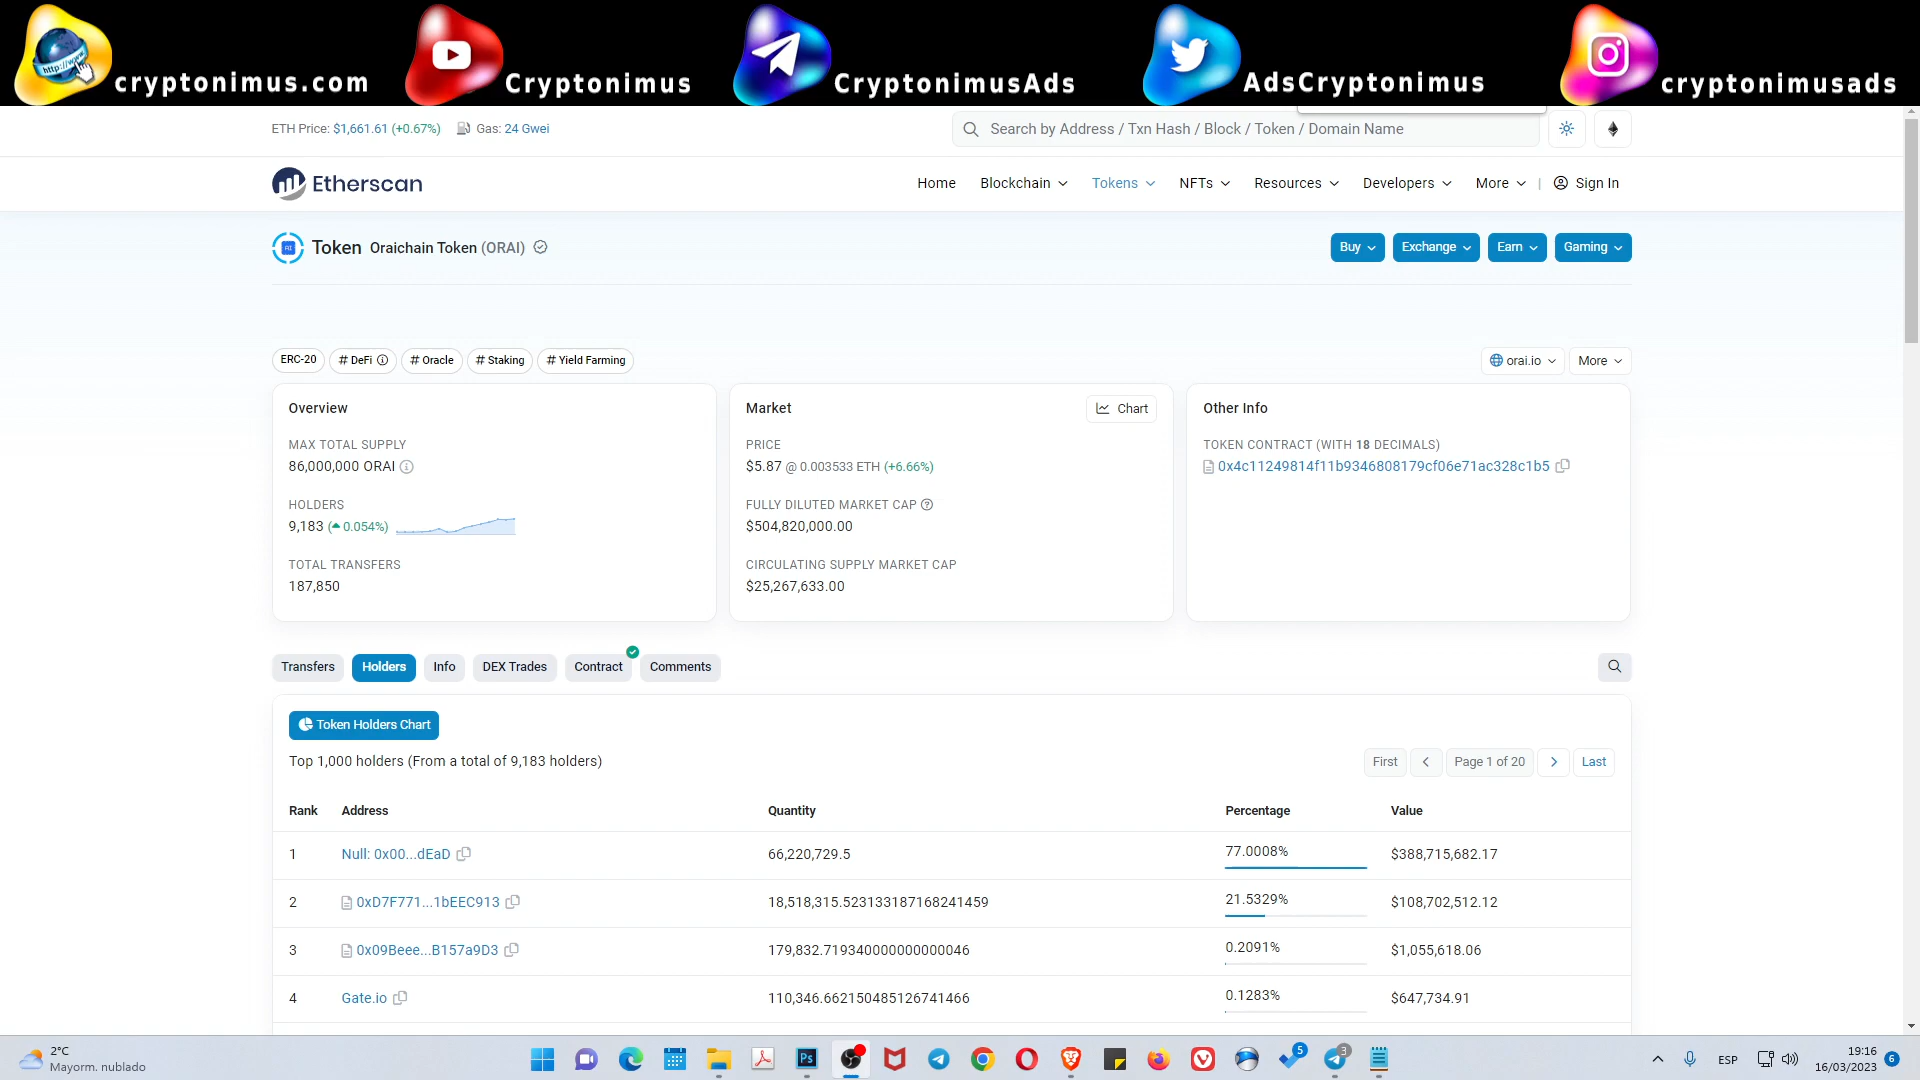 cryptonimus.com
Cryptonimus
CryptonimusAds
AdsCryptonimus
cryptonimusads
ETH Price: $1,661.61 (+0.67%) Gas: 24 Gwei
Search by Address / Txn Hash / Block / Token / Domain Name
Etherscan
Home Blockchain Tokens NFTs Resources Developers More | Sign In
Token Oraichain Token (ORAI)
Buy Exchange Earn Gaming
ERC-20 # DeFi # Oracle # Staking # Yield Farming
orai.io More
Overview
MAX TOTAL SUPPLY
86,000,000 ORAI
HOLDERS
9,183 (0.054%)
TOTAL TRANSFERS
187,850
Market
Chart
PRICE
$5.87 @ 0.003533 ETH (+6.66%)
FULLY DILUTED MARKET CAP
$504,820,000.00
CIRCULATING SUPPLY MARKET CAP
$25,267,633.00
Other Info
TOKEN CONTRACT (WITH 18 DECIMALS)
0x4c11249814f11b9346808179cf06e71ac328c1b5
Transfers Holders Info DEX Trades Contract Comments
Token Holders Chart
Top 1,000 holders (From a total of 9,183 holders)
First Page 1 of 20 Last
Rank Address Quantity Percentage Value
1 Null: 0x00...dEaD 66,220,729.5 77.0008% $388,715,682.17
2 0xD7F771...1bEEC913 18,518,315.523133187168241459 21.5329% $108,702,512.12
3 0x09Beee...B157a9D3 179,832.719340000000000046 0.2091% $1,055,618.06
4 Gate.io 110,346.662150485126741466 0.1283% $647,734.91
2°C
Mayorm. nublado
Ps
5
3
ESP
19:16
16/03/2023
6